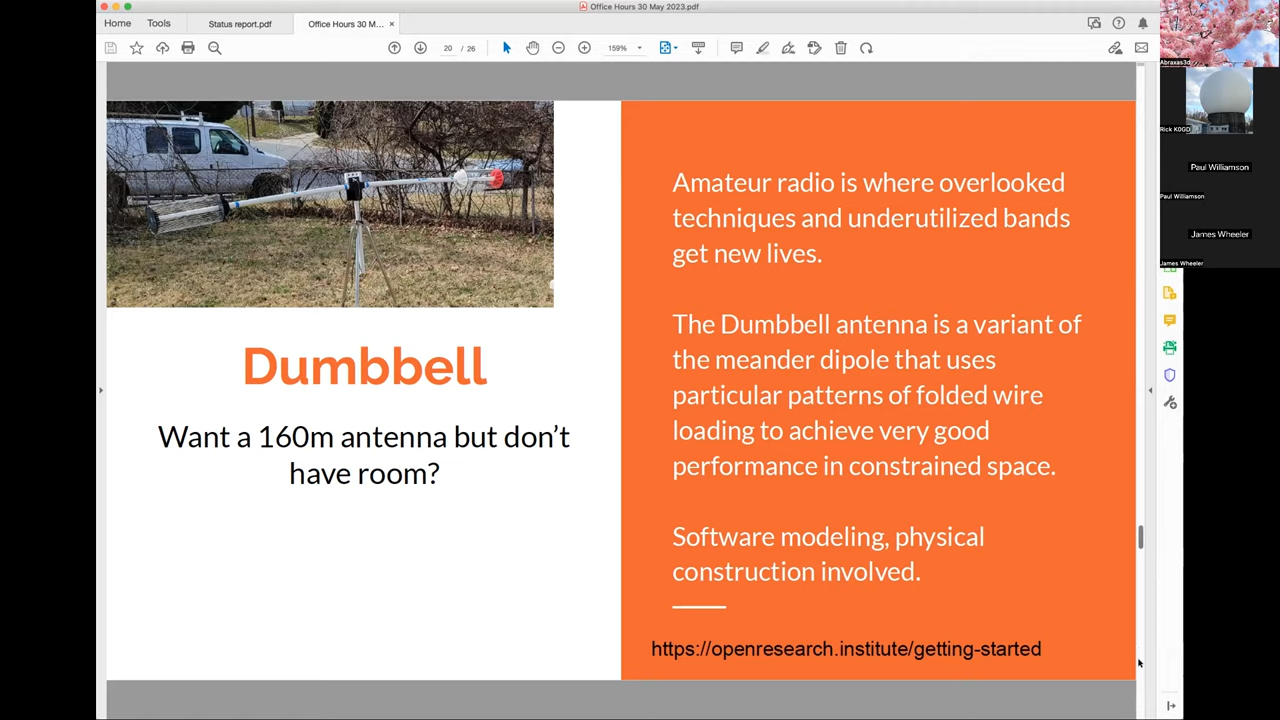 Office Hours 30 May 2023.pdf
Home
Tools
Status report.pdf
Office Hours 30 M...
20 / 26
159%
Dumbbell
Want a 160m antenna but don't
have room?
Amateur radio is where overlooked
techniques and underutilized bands
get new lives.
The Dumbbell antenna is a variant of
the meander dipole that uses
particular patterns of folded wire
loading to achieve very good
performance in constrained space.
Software modeling, physical
construction involved.
https://openresearch.institute/getting-started
Abraxas3d
Rick K0GD
Paul Williamson
Paul Williamson
James Wheeler
James Wheeler